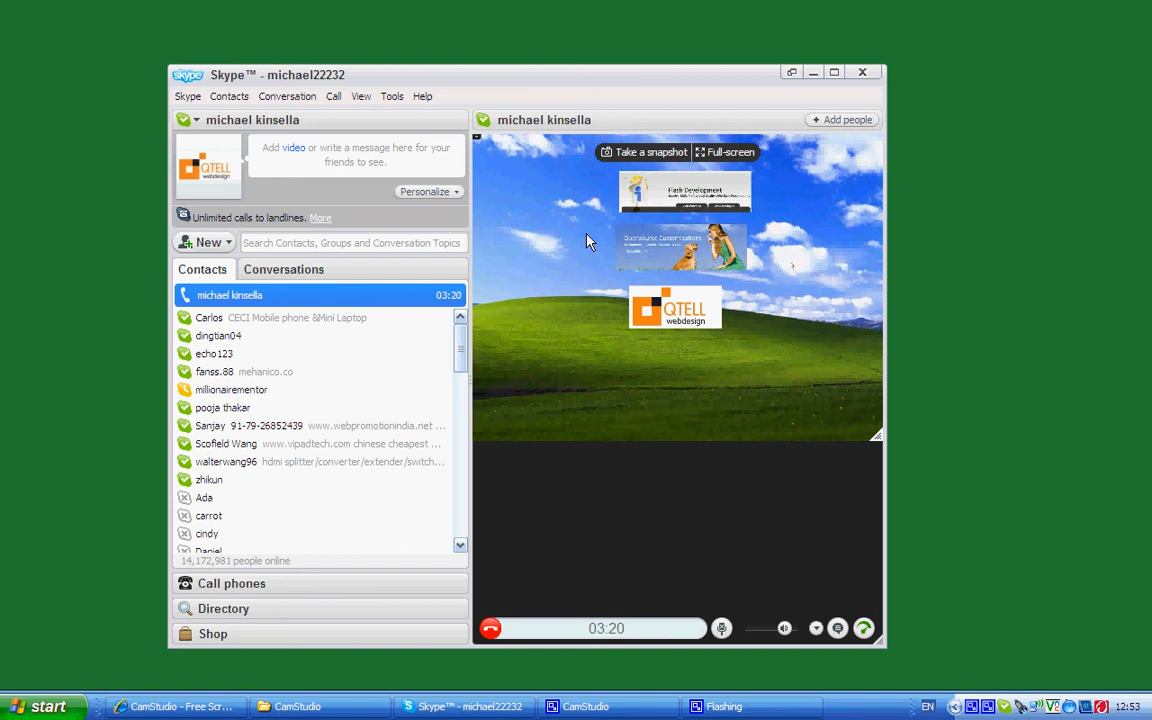 Skype™ - michael22232
Skype Contacts Conversation Call View Tools Help
michael kinsella
QTELL
webdesign
Add video or write a message here for your
friends to see.
Personalize
Unlimited calls to landlines. More
New
Search Contacts, Groups and Conversation Topics
Contacts Conversations
michael kinsella 03:20
Carlos CECI Mobile phone &Mini Laptop
dingtian04
echo123
fanss.88 mehanico.co
millionairementor
pooja thakar
Sanjay 91-79-26852439 www.webpromotionindia.net ...
Scofield Wang www.vipadtech.com chinese cheapest ...
walterwang96 hdmi splitter/converter/extender/switch...
zhikun
Ada
carrot
cindy
Daniel
14,172,981 people online
Call phones
Directory
Shop
michael kinsella
Add people
Take a snapshot Full-screen
Flash Development
QTELL
webdesign
03:20
start
CamStudio - Free Scr...
CamStudio
Skype™ - michael22232
CamStudio
Flashing
EN
12:53